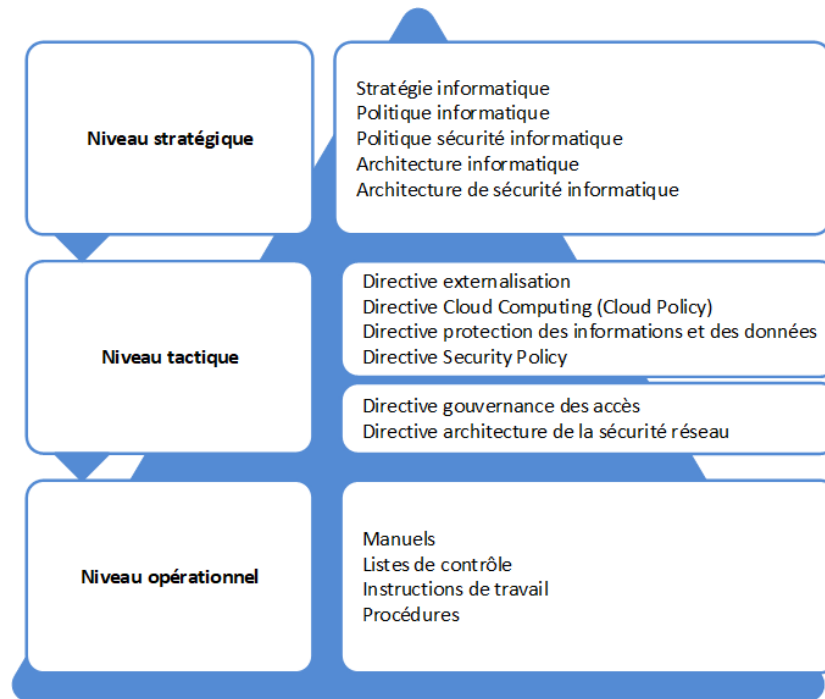 Niveau stratégique
Stratégie informatique
Politique informatique
Politique sécurité informatique
Architecture informatique
Architecture de sécurité informatique
Niveau tactique
Directive externalisation
Directive Cloud Computing (Cloud Policy)
Directive protection des informations et des données
Directive Security Policy
Directive gouvernance des accès
Directive architecture de la sécurité réseau
Niveau opérationnel
Manuels
Listes de contrôle
Instructions de travail
Procédures